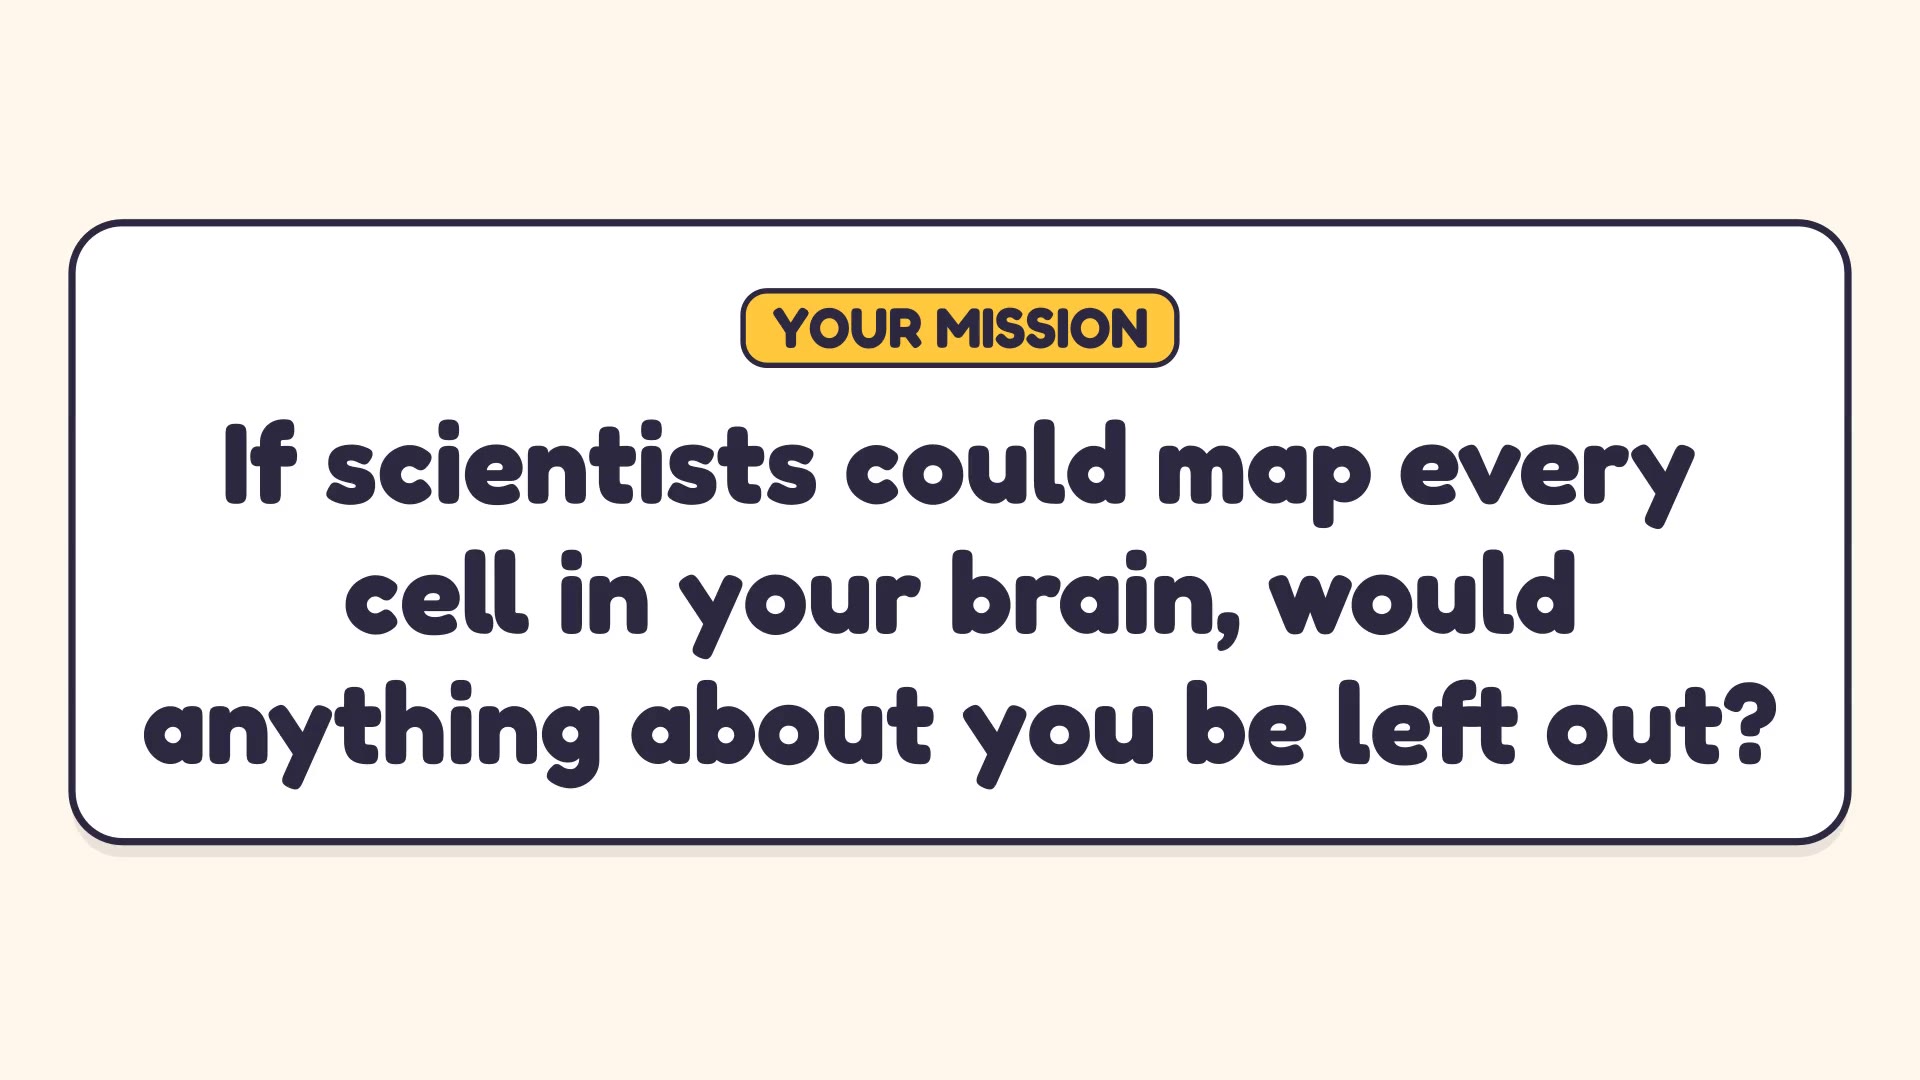 YOUR MISSION
If scientists could map every
cell in your brain, would
anything about you be left out?